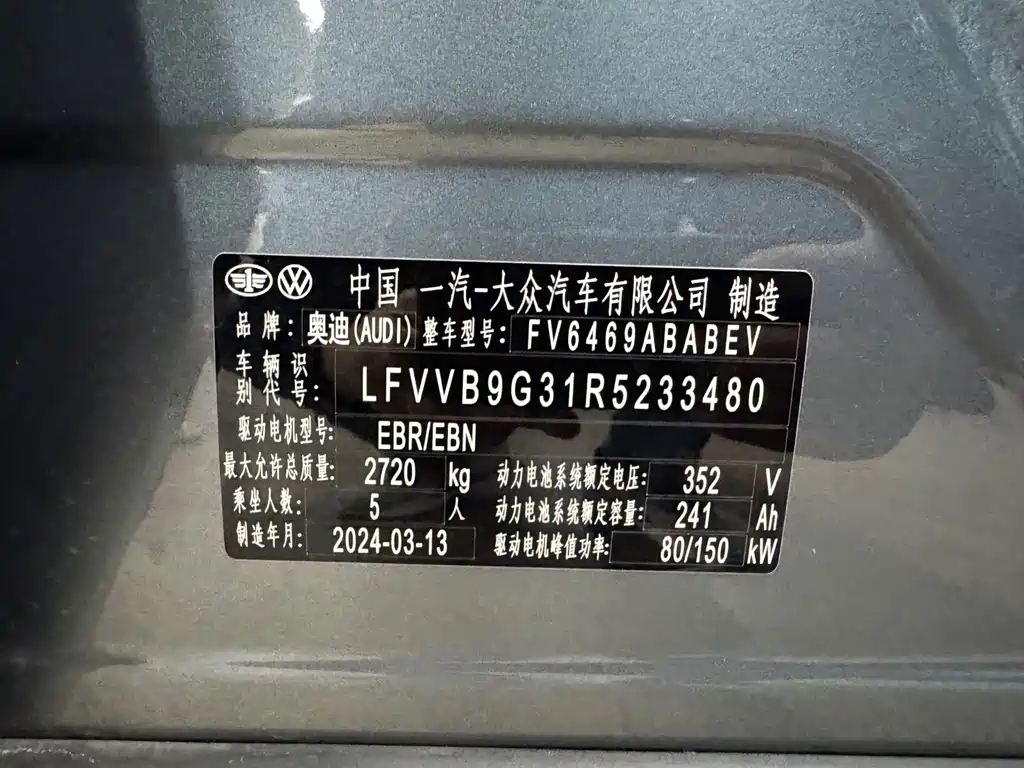 中国 一汽-大众汽车有限公司 制造
品牌: 奥迪(AUDI) 整车型号: FV6469ABABEV
车辆识别代号: LFVVB9G31R5233480
驱动电机型号: EBR/EBN
最大允许总质量: 2720 kg 动力电池系统额定电压: 352 V
乘坐人数: 5 人 动力电池系统额定容量: 241 Ah
制造年月: 2024-03-13 驱动电机峰值功率: 80/150 kW